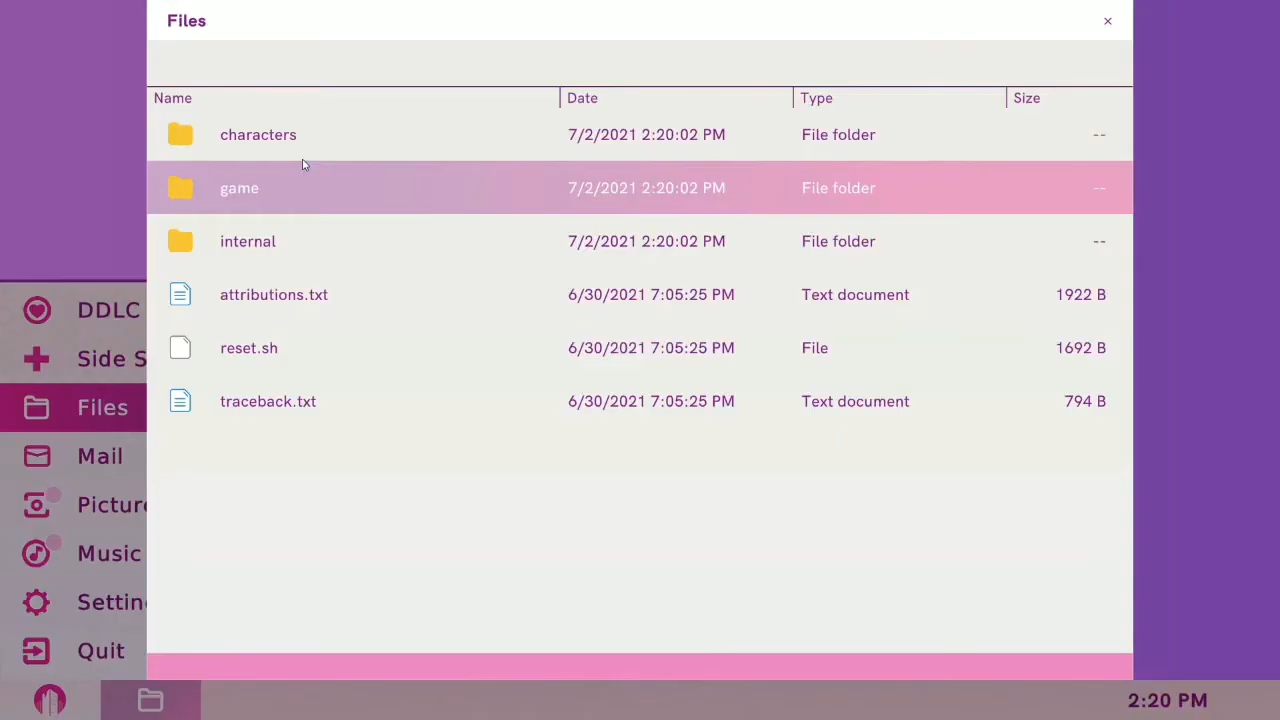 Files
×
Name Date Type Size
characters 7/2/2021 2:20:02 PM File folder --
game 7/2/2021 2:20:02 PM File folder --
internal 7/2/2021 2:20:02 PM File folder --
attributions.txt 6/30/2021 7:05:25 PM Text document 1922 B
reset.sh 6/30/2021 7:05:25 PM File 1692 B
traceback.txt 6/30/2021 7:05:25 PM Text document 794 B
DDLC
Side S
Files
Mail
Picture
Music
Settin
Quit
2:20 PM